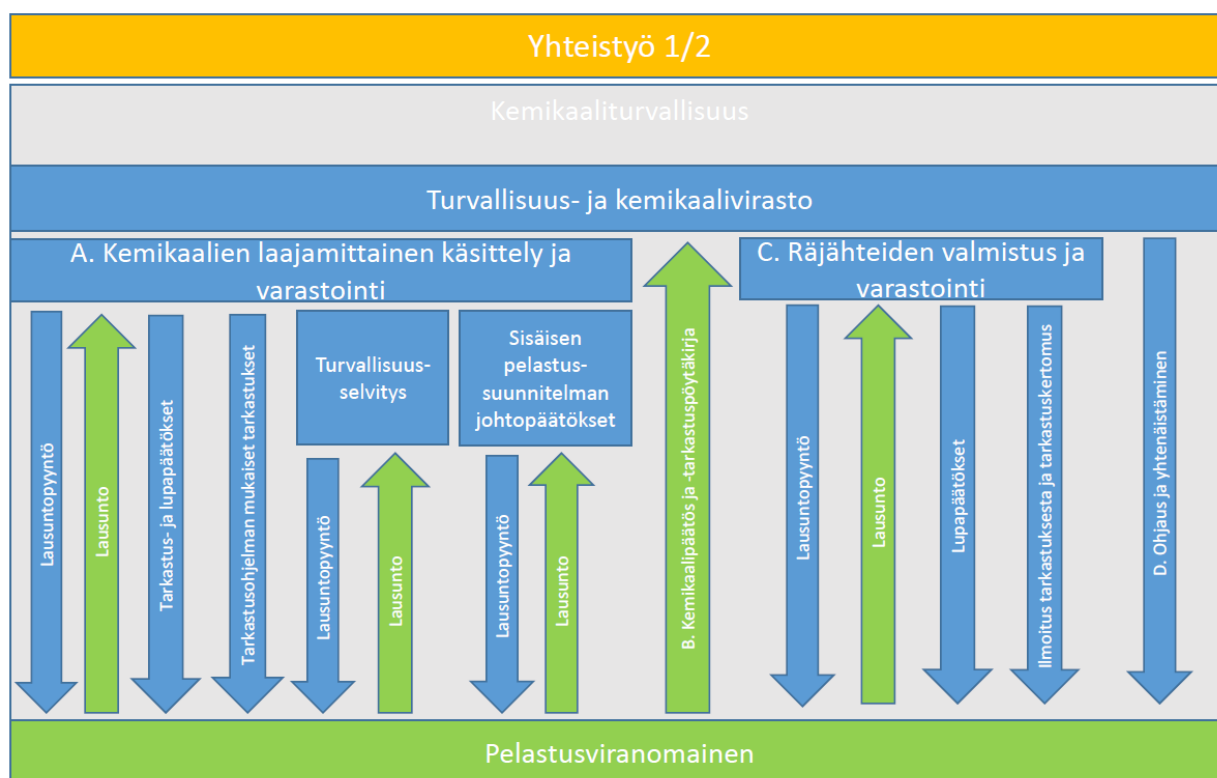 Yhteistyö 1/2
Kemikaaliturvallisuus
Turvallisuus- ja kemikaalivirasto
A. Kemikaalien laajamittainen käsittely ja
varastointi
Lausuntopyyntö
Lausunto
Tarkastus- ja lupapäätökset
Tarkastusohjelman mukaiset tarkastukset
Turvallisuus-
selvitys
Lausuntopyyntö
Lausunto
Sisäisen
pelastus-
suunnitelman
johtopäätökset
Lausuntopyyntö
Lausunto
B. Kemikaalipäätös ja -tarkastuspöytäkirja
C. Räjähteiden valmistus ja
varastointi
Lausuntopyyntö
Lausunto
Lupapäätökset
Ilmoitus tarkastuksesta ja tarkastuskertomus
D. Ohjaus ja yhtenäistäminen
Pelastusviranomainen